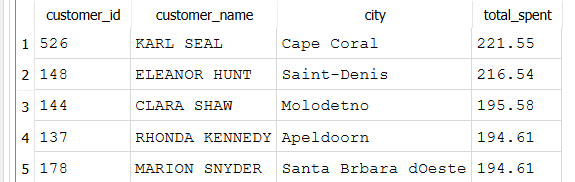 customer_id customer_name city total_spent
1 526 KARL SEAL Cape Coral 221.55
2 148 ELEANOR HUNT Saint-Denis 216.54
3 144 CLARA SHAW Molodetno 195.58
4 137 RHONDA KENNEDY Apeldoorn 194.61
5 178 MARION SNYDER Santa Brbara dOeste 194.61